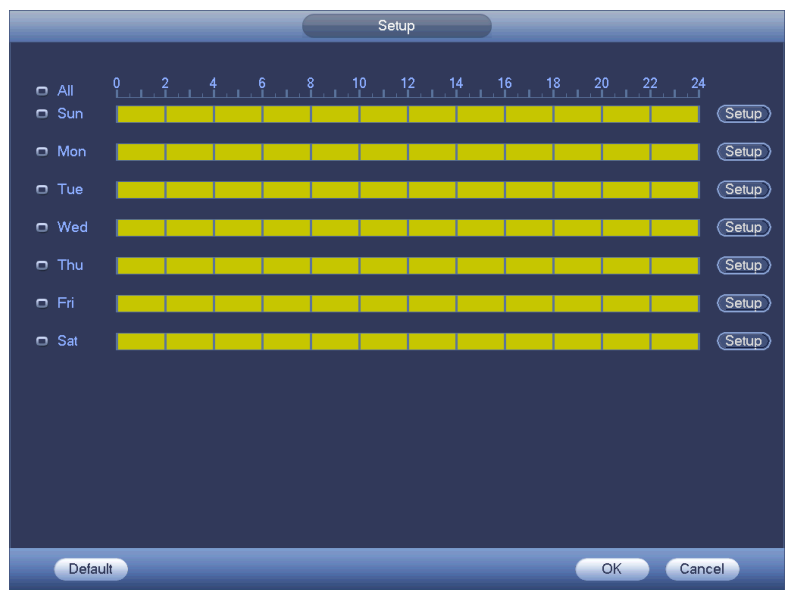 Setup
All 0 2 4 6 8 10 12 14 16 18 20 22 24
Sun Setup
Mon Setup
Tue Setup
Wed Setup
Thu Setup
Fri Setup
Sat Setup
Default OK Cancel